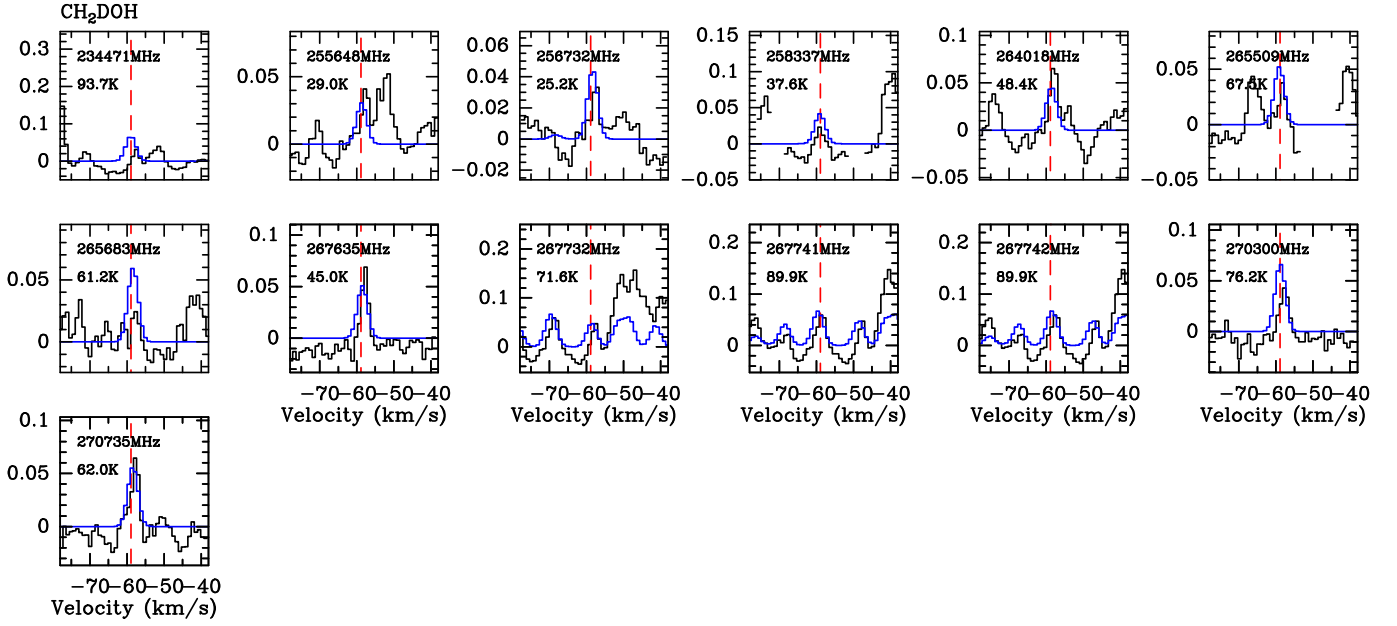 CH2DOH
0.3
0.2
0.1
0
234471MHz
93.7K
0.05
0
255648MHz
29.0K
0.06
0.04
0.02
0
−0.02
256732MHz
25.2K
0.15
0.1
0.05
0
−0.05
258337MHz
37.6K
0.1
0.05
0
−0.05
264018MHz
48.4K
0.05
0
−0.05
265509MHz
67.5K
0.05
0
265683MHz
61.2K
0.1
0.05
0
267635MHz
45.0K
0.2
0.1
0
267732MHz
71.6K
0.2
0.1
0
267741MHz
89.9K
0.2
0.1
0
267742MHz
89.9K
0.1
0.05
0
270300MHz
76.2K
−70−60−50−40
Velocity (km/s)
−70−60−50−40
Velocity (km/s)
−70−60−50−40
Velocity (km/s)
−70−60−50−40
Velocity (km/s)
−70−60−50−40
Velocity (km/s)
0.1
0.05
0
270735MHz
62.0K
−70−60−50−40
Velocity (km/s)